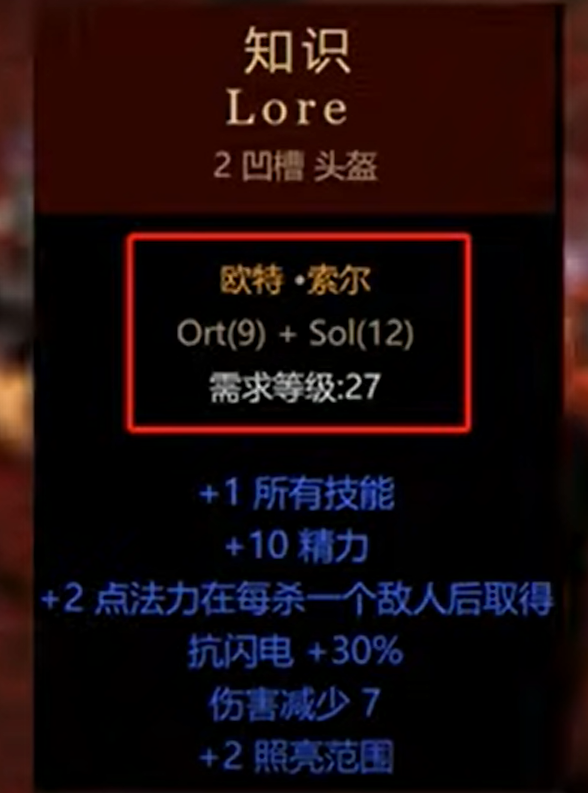 知识
Lore
2 凹槽 头盔
欧特 •索尔
Ort(9) + Sol(12)
需求等级:27
+1 所有技能
+10 精力
+2 点法力在每杀一个敌人后取得
抗闪电 +30%
伤害减少 7
+2 照亮范围